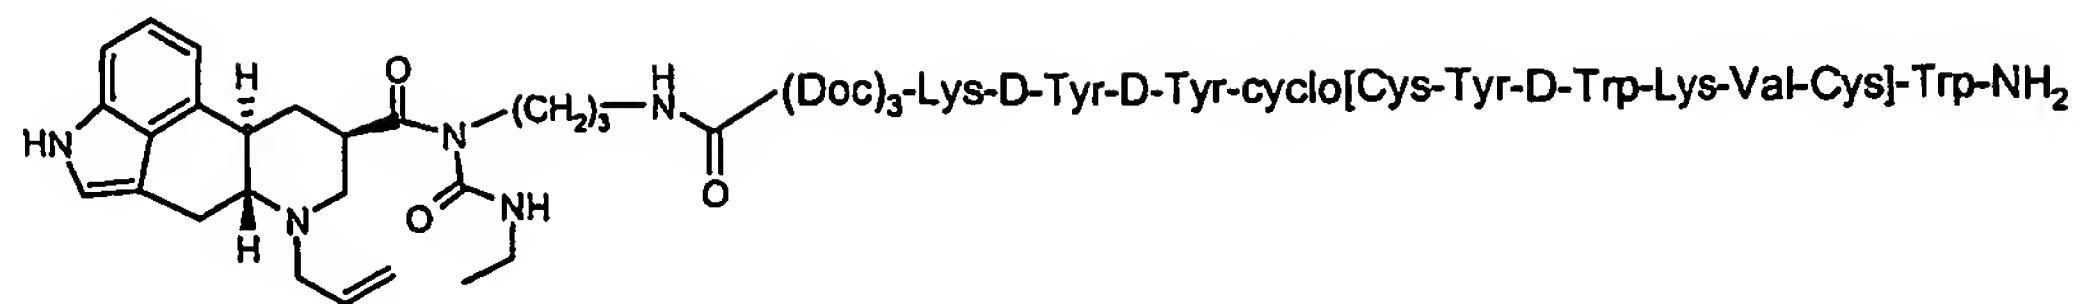 H
O
H
HN
N
(CH₂)₃
N
(Doc)₃-Lys-D-Tyr-D-Tyr-cyclo[Cys-Tyr-D-Trp-Lys-Val-Cys]-Trp-NH₂
O
N
O
NH
H